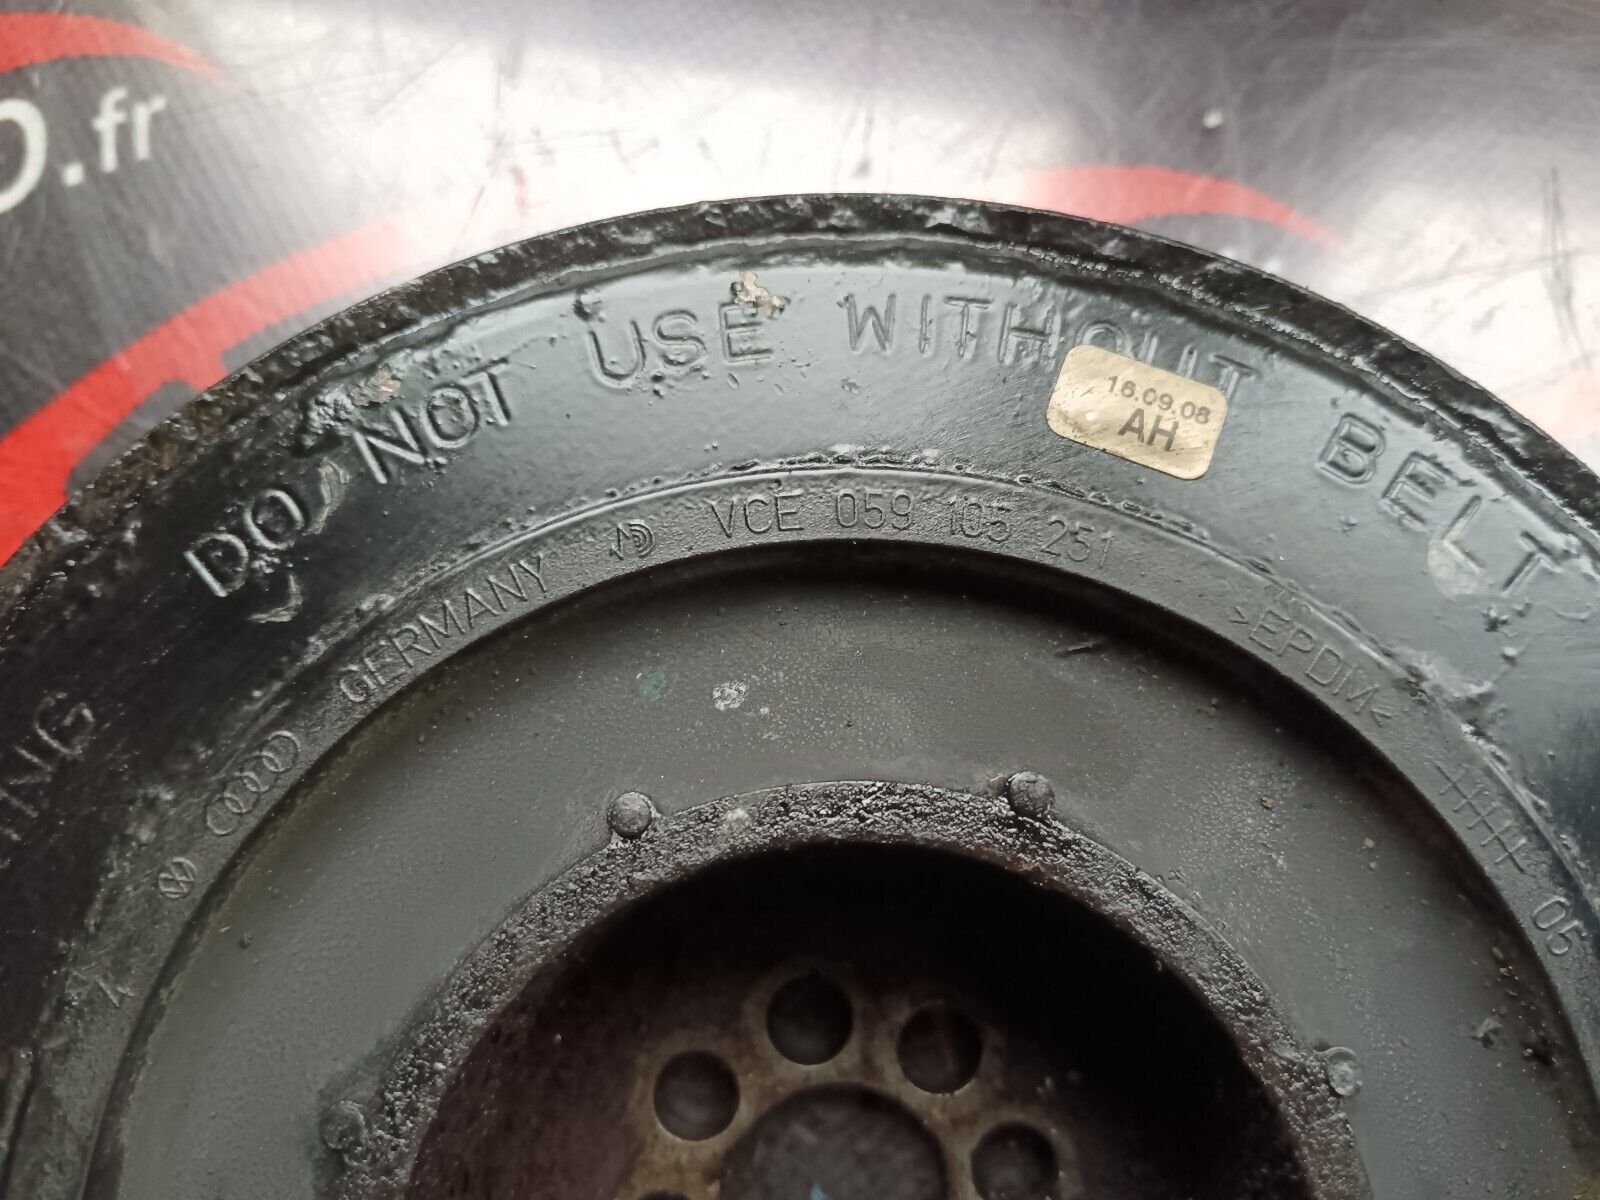 .fr
DO NOT USE WITHOUT BELT
16.09.08
AH
GERMANY VCE 059 105 251 >EPDM< 05